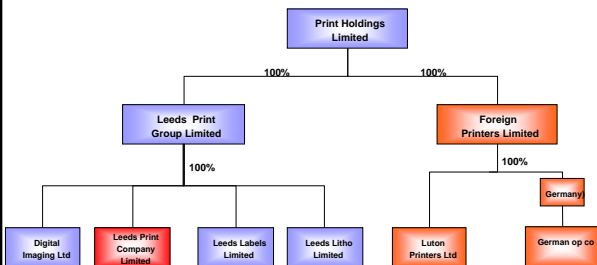 Print Holdings
Limited
100%
100%
Leeds Print
Group Limited
Foreign
Printers Limited
100%
100%
Germany)
Digital
Imaging Ltd
Leeds Print
Company
Limited
Leeds Labels
Limited
Leeds Litho
Limited
Luton
Printers Ltd
German op co